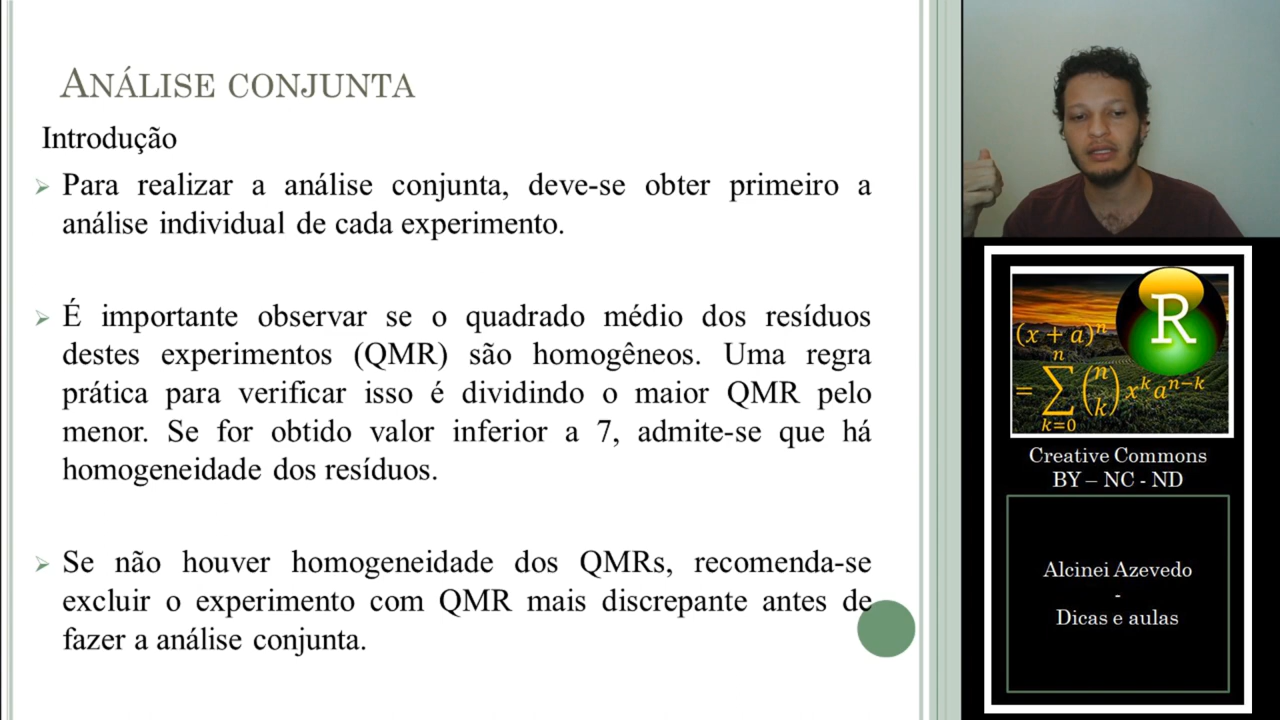 ANÁLISE CONJUNTA
Introdução
Para realizar a análise conjunta, deve-se obter primeiro a
análise individual de cada experimento.
É importante observar se o quadrado médio dos resíduos
destes experimentos (QMR) são homogêneos. Uma regra
prática para verificar isso é dividindo o maior QMR pelo
menor. Se for obtido valor inferior a 7, admite-se que há
homogeneidade dos resíduos.
Se não houver homogeneidade dos QMRs, recomenda-se
excluir o experimento com QMR mais discrepante antes de
fazer a análise conjunta.
R
(x + a)^n
= \sum_{k=0}^{n} \binom{n}{k} x^k a^{n-k}
Creative Commons
BY – NC - ND
Alcinei Azevedo
-
Dicas e aulas